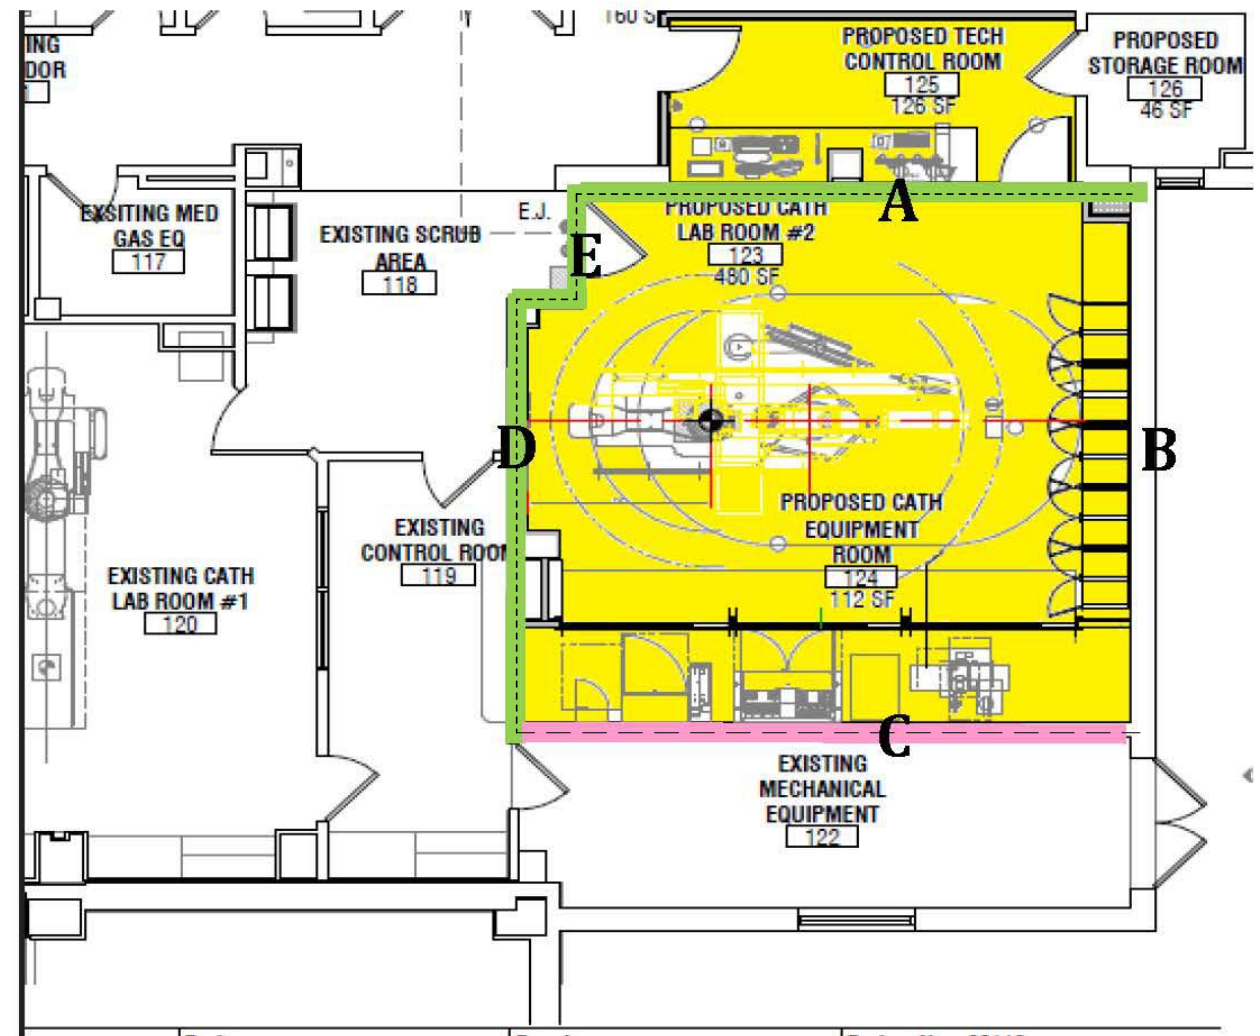 160 S
ING
DOR
PROPOSED TECH
CONTROL ROOM
125
126 SF
PROPOSED
STORAGE ROOM
126
46 SF
EXSITING MED
GAS EQ
117
EXISTING SCRUB
AREA
118
E.J.
E
A
PROPOSED CATH
LAB ROOM #2
123
480 SF
D
B
PROPOSED CATH
EQUIPMENT
ROOM
124
112 SF
EXISTING
CONTROL ROOM
119
EXISTING CATH
LAB ROOM #1
120
C
EXISTING
MECHANICAL
EQUIPMENT
122